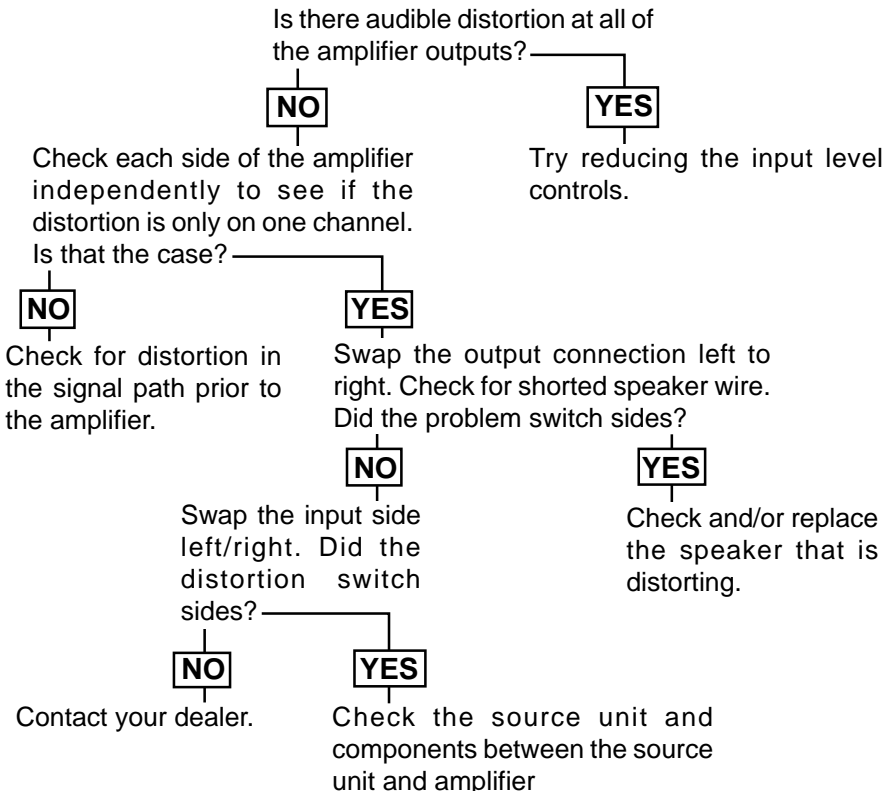 Is there audible distortion at all of
the amplifier outputs?
NO
YES
Check each side of the amplifier
independently to see if the
distortion is only on one channel.
Is that the case?
Try reducing the input level
controls.
NO
YES
Check for distortion in
the signal path prior to
the amplifier.
Swap the output connection left to
right. Check for shorted speaker wire.
Did the problem switch sides?
NO
YES
Swap the input side
left/right. Did the
distortion switch
sides?
Check and/or replace
the speaker that is
distorting.
NO
YES
Contact your dealer.
Check the source unit and
components between the source
unit and amplifier